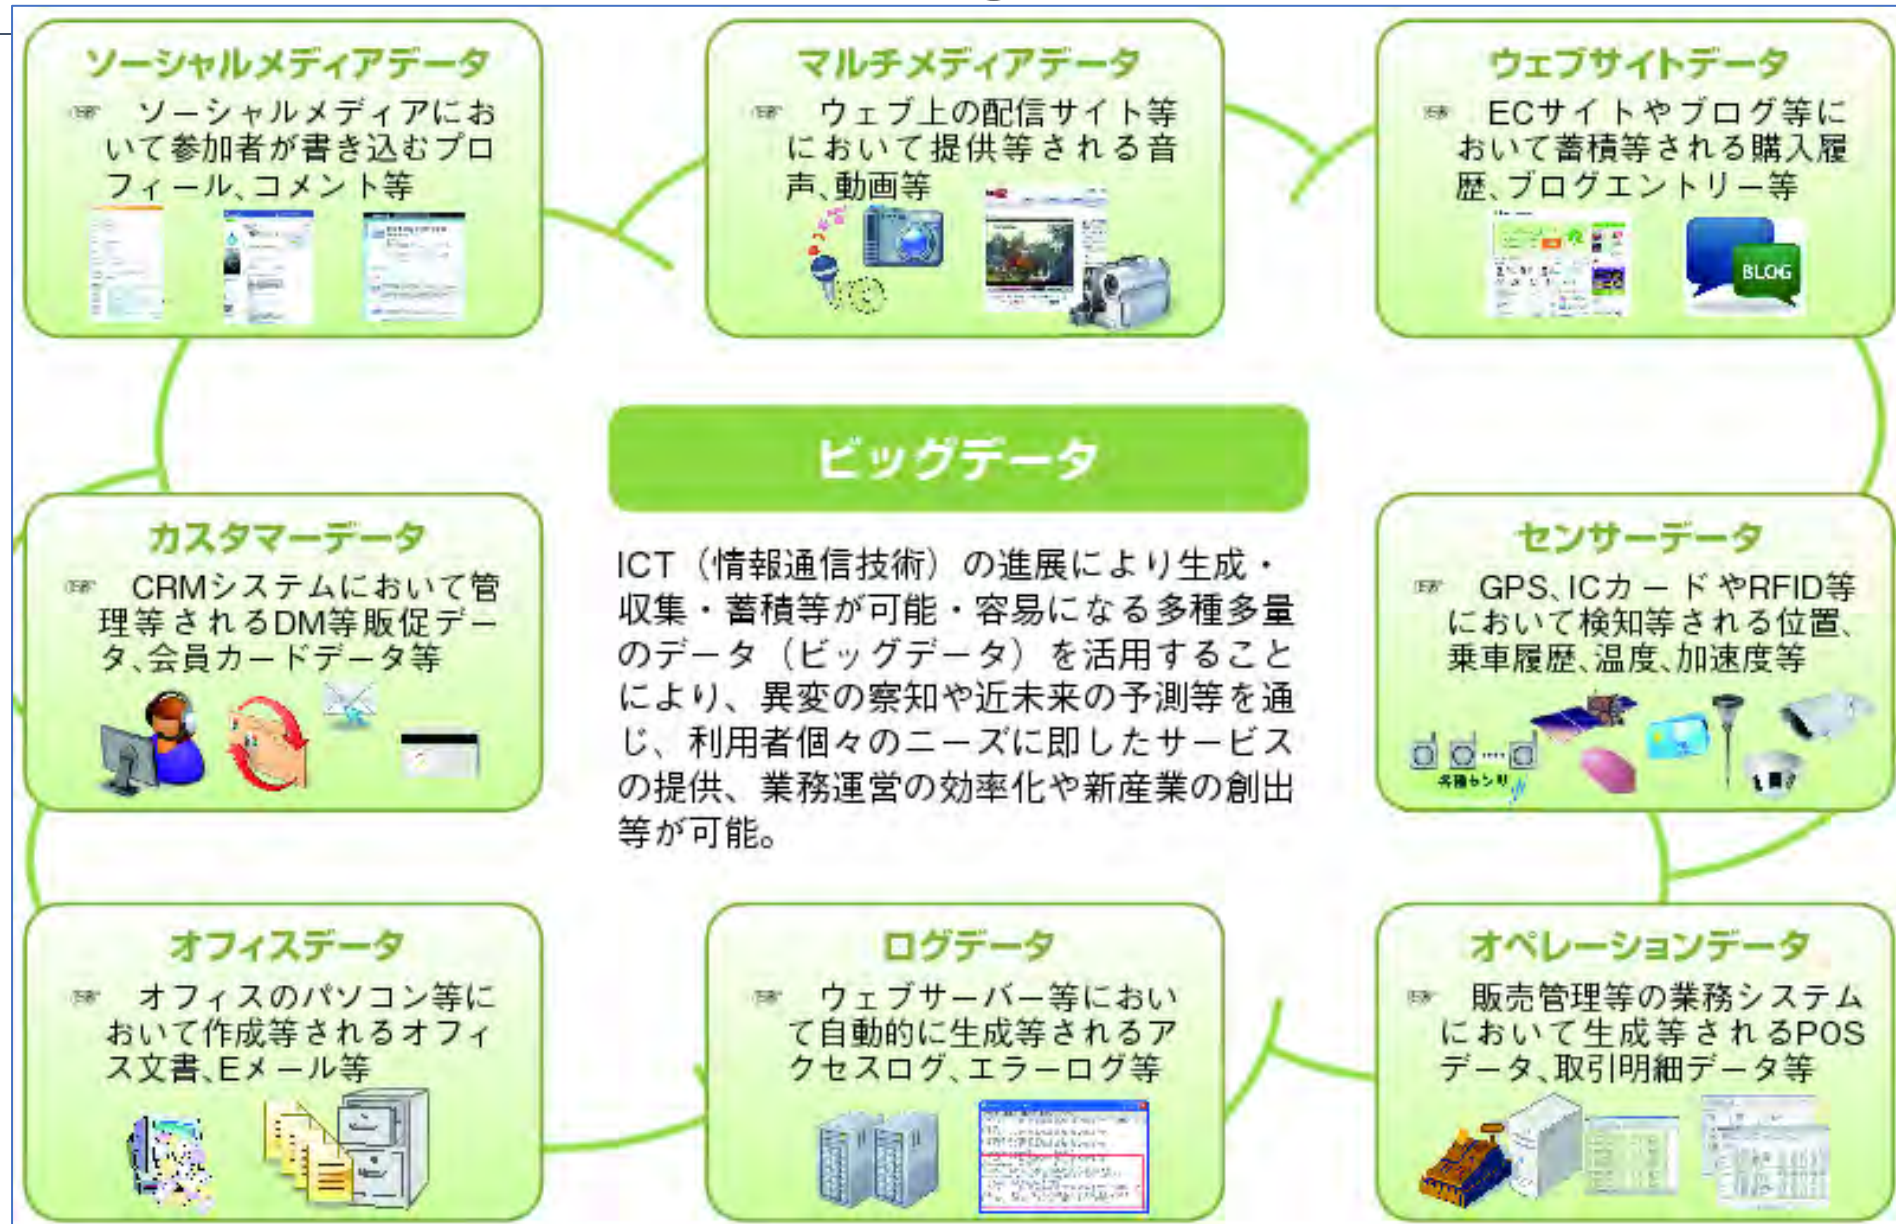 ソーシャルメディアデータ
ソーシャルメディアにお
いて参加者が書き込むプロ
フィール、コメント等
マルチメディアデータ
ウェブ上の配信サイト等
において提供等される音
声、動画等
ウェブサイトデータ
ECサイトやブログ等に
おいて蓄積等される購入履
歴、ブログエントリー等
BLOG
ビッグデータ
ICT（情報通信技術）の進展により生成・
収集・蓄積等が可能・容易になる多種多量
のデータ（ビッグデータ）を活用すること
により、異変の察知や近未来の予測等を通
じ、利用者個々のニーズに即したサービス
の提供、業務運営の効率化や新産業の創出
等が可能。
カスタマーデータ
CRMシステムにおいて管
理等されるDM等販促デー
タ、会員カードデータ等
センサーデータ
GPS、ICカードやRFID等
において検知等される位置、
乗車履歴、温度、加速度等
各種センサ
オフィスデータ
オフィスのパソコン等に
おいて作成等されるオフィ
ス文書、Eメール等
ログデータ
ウェブサーバー等におい
て自動的に生成等されるア
クセスログ、エラーログ等
オペレーションデータ
販売管理等の業務システム
において生成等されるPOS
データ、取引明細データ等